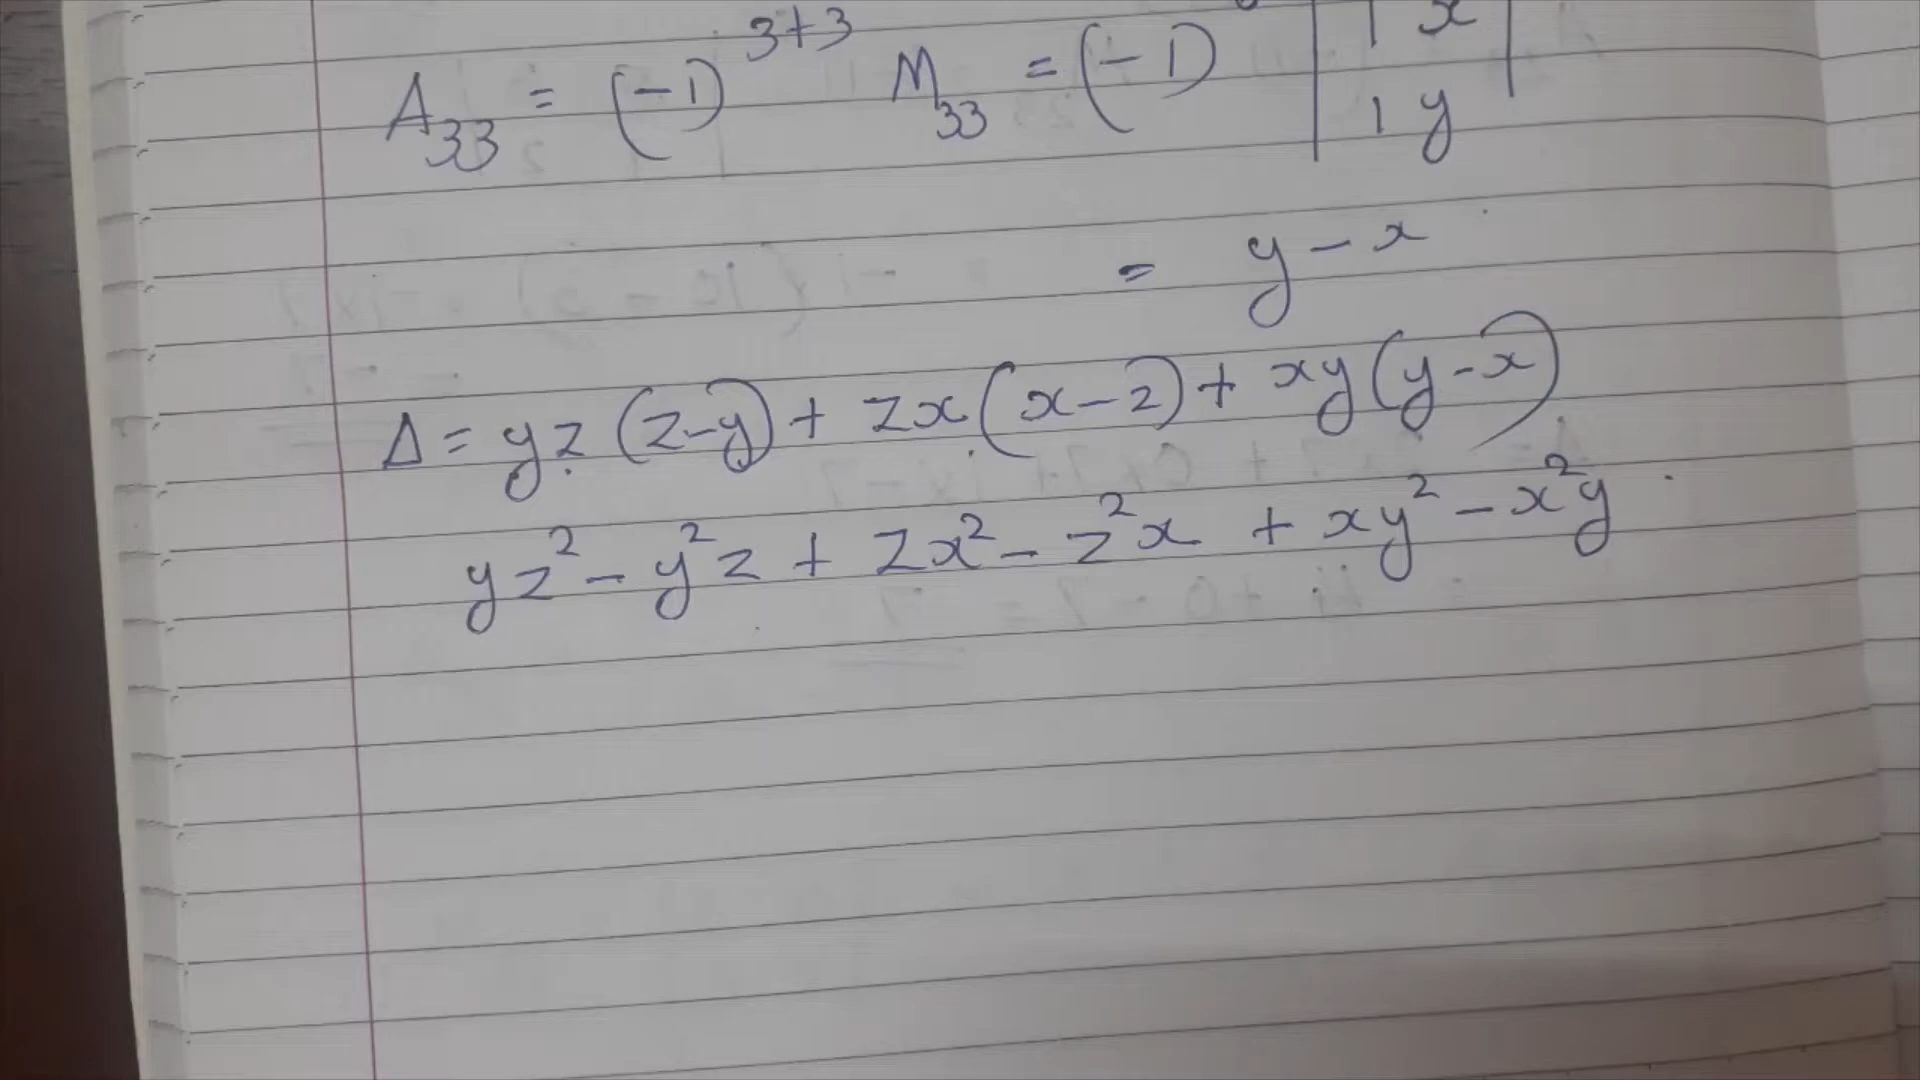 A₃₃ = (-1)³⁺³ M₃₃ = (-1) | 1 x |
| 1 y |
= y - x
Δ = yz (z-y) + zx (x-z) + xy (y-x)
yz² - y²z + zx² - z²x + xy² - x²y